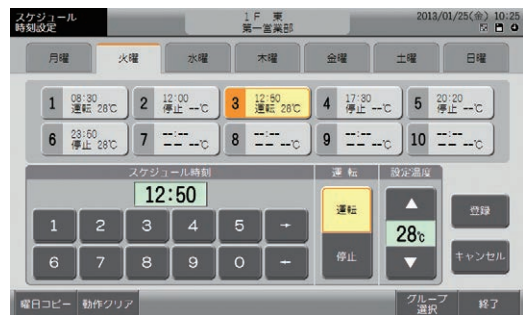 スケジュール
時刻設定
1F 東
第一営業部
2013/01/25(金) 10:25
月曜 火曜 水曜 木曜 金曜 土曜 日曜
1 08:30 運転 28℃
2 12:00 停止 --℃
3 12:50 運転 28℃
4 17:30 停止 --℃
5 20:20 停止 --℃
6 23:50 停止 28℃
7 --:-- -- --℃
8 --:-- -- --℃
9 --:-- -- --℃
10 --:-- -- --℃
スケジュール時刻 運転 設定温度
12:50
運転
▲
登録
1 2 3 4 5 →
28℃
6 7 8 9 0 ←
停止
▼
キャンセル
曜日コピー 動作クリア グループ選択 終了